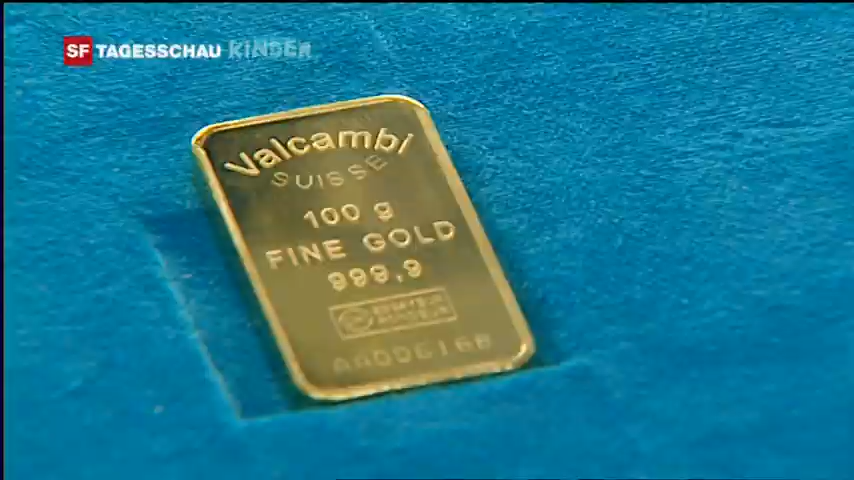 SF TAGESSCHAU KINDER
Valcambi
SUISSE
100 g
FINE GOLD
999,9